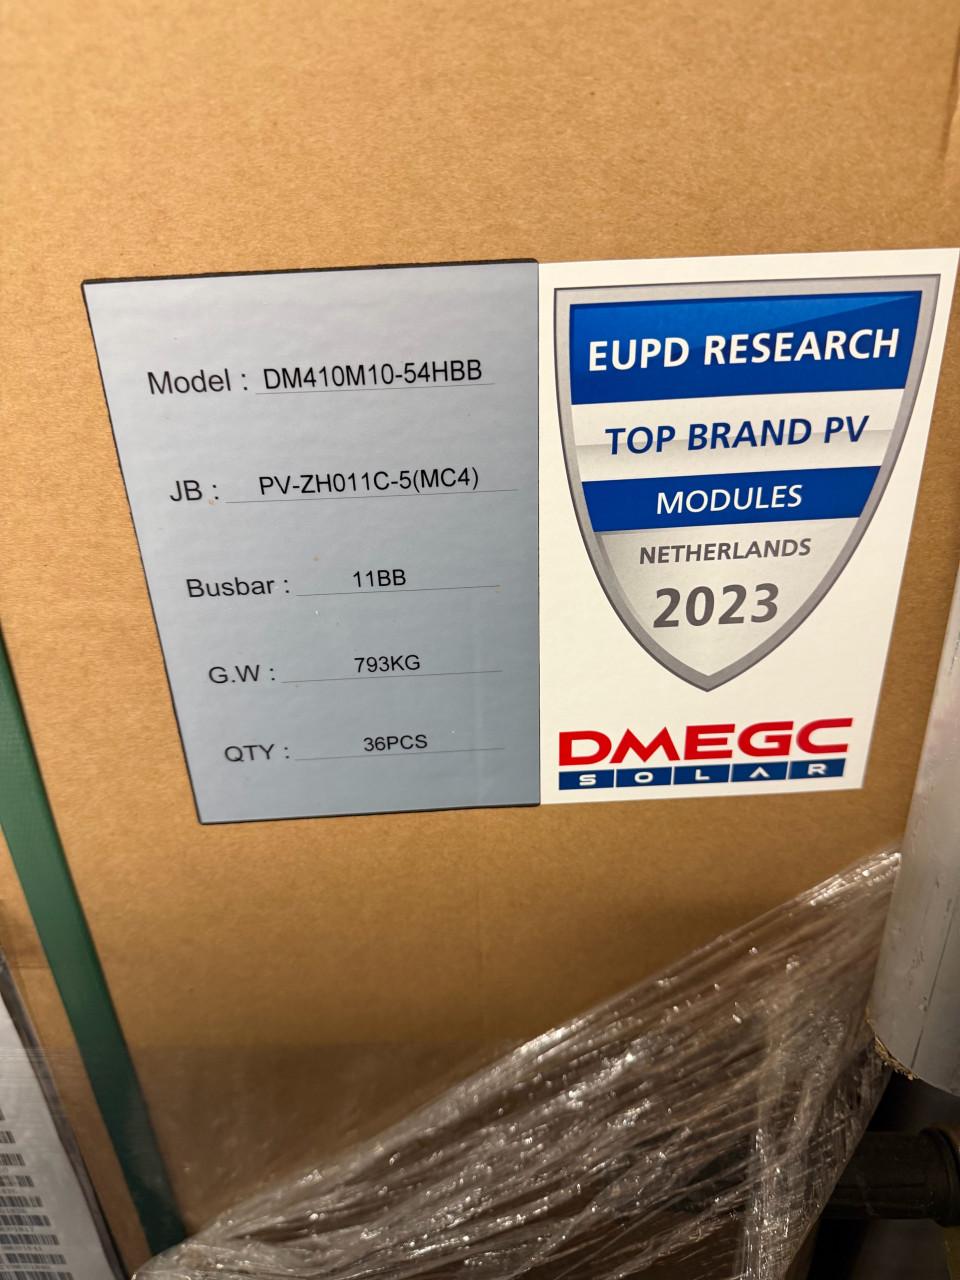 Model : DM410M10-54HBB
JB : PV-ZH011C-5(MC4)
Busbar : 11BB
G.W : 793KG
QTY : 36PCS
EUPD RESEARCH
TOP BRAND PV
MODULES
NETHERLANDS
2023
DMEGC
SOLAR